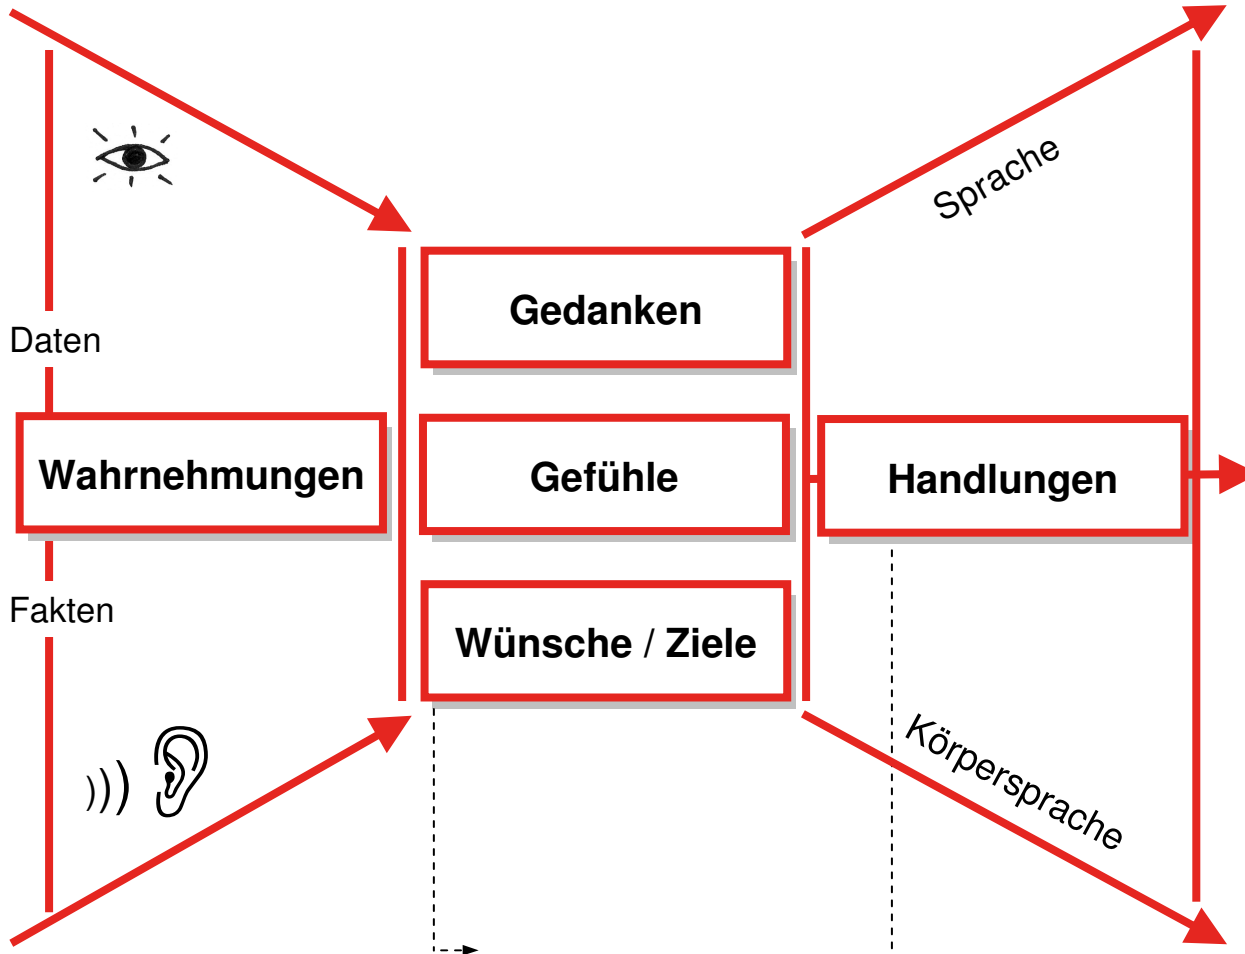 Sprache
Gedanken
Daten
Wahrnehmungen
Gefühle
Handlungen
Fakten
Wünsche / Ziele
Körpersprache